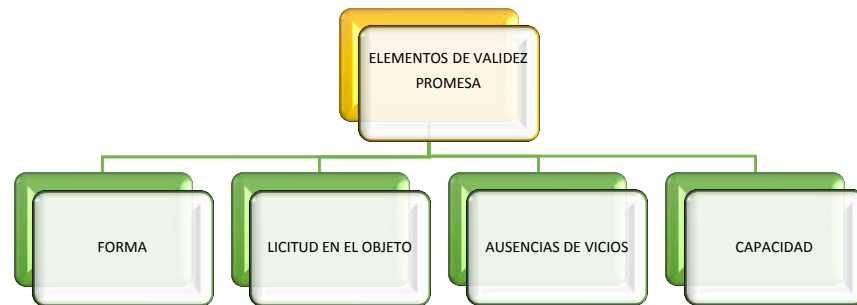 ELEMENTOS DE VALIDEZ
PROMESA
FORMA
LICITUD EN EL OBJETO
AUSENCIAS DE VICIOS
CAPACIDAD